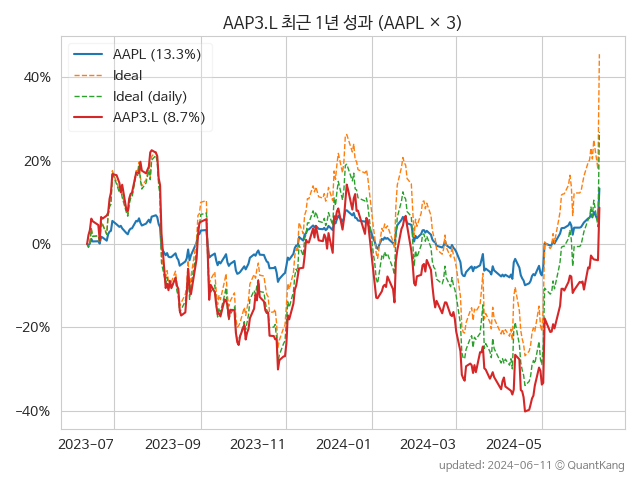 AAP3.L 최근 1년 성과 (AAPL × 3)
AAPL (13.3%)
Ideal
Ideal (daily)
AAP3.L (8.7%)
40%
20%
0%
−20%
−40%
2023-07 2023-09 2023-11 2024-01 2024-03 2024-05
updated: 2024-06-11 © QuantKang